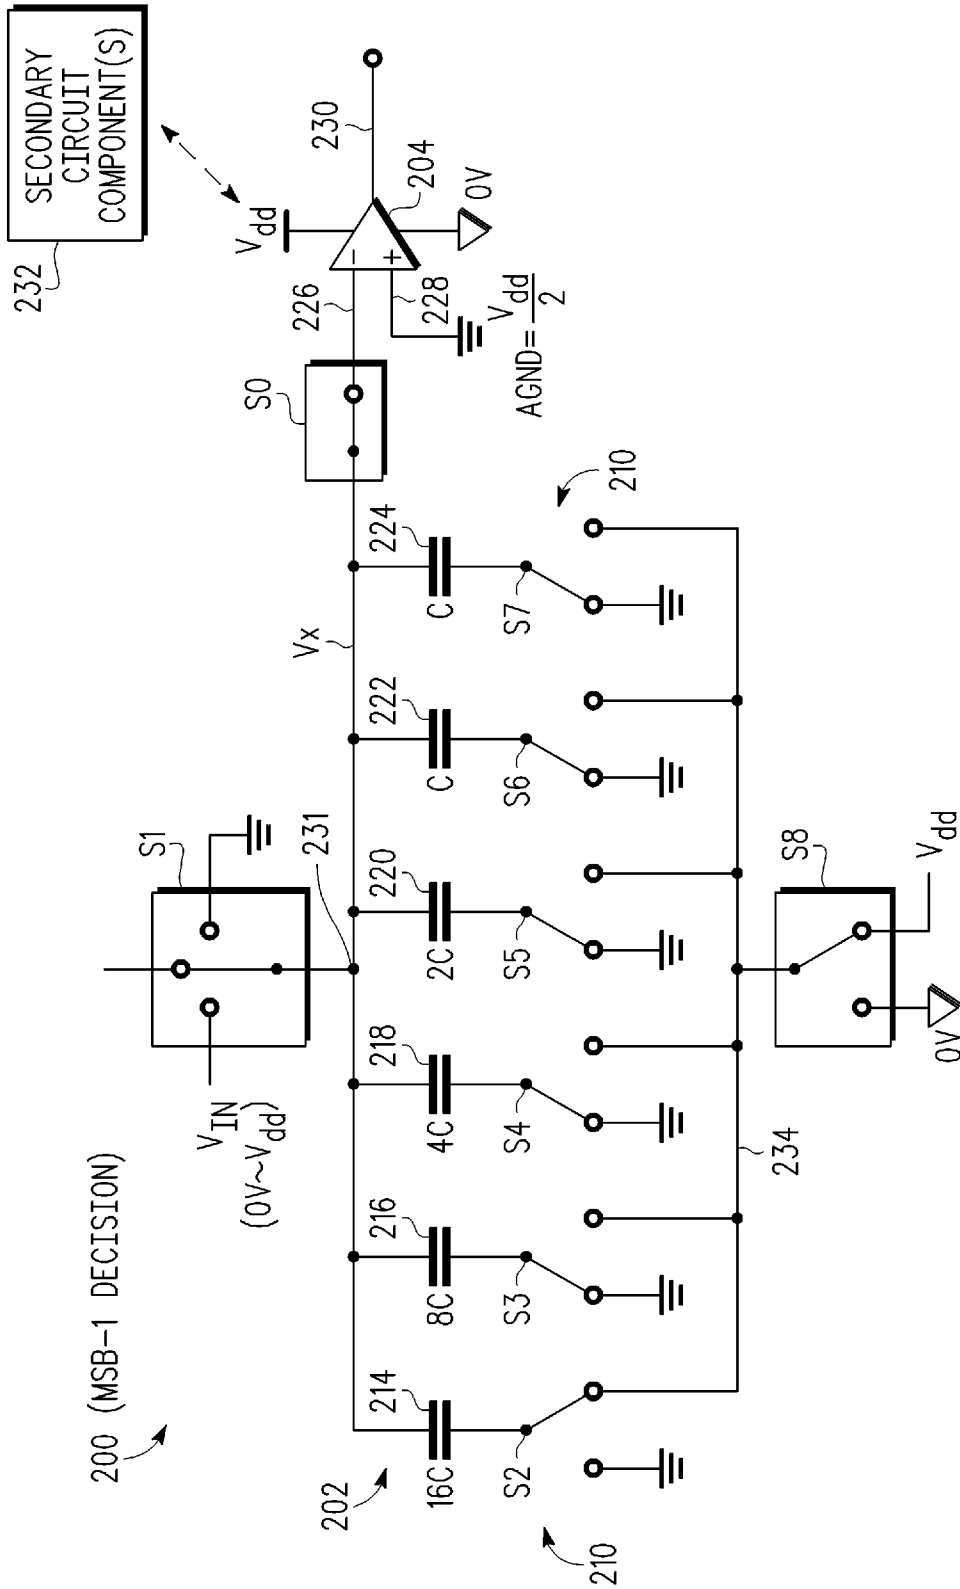 200 (MSB-1 DECISION)
SECONDARY
CIRCUIT
COMPONENT(S)
232
VIN
(0V~Vdd)
S1
231
Vx
S0
226
Vdd
230
204
228
0V
AGND= Vdd/2
202
16C
214
8C
216
4C
218
2C
220
C
222
C
224
S2
S3
S4
S5
S6
S7
210
210
234
S8
0V
Vdd